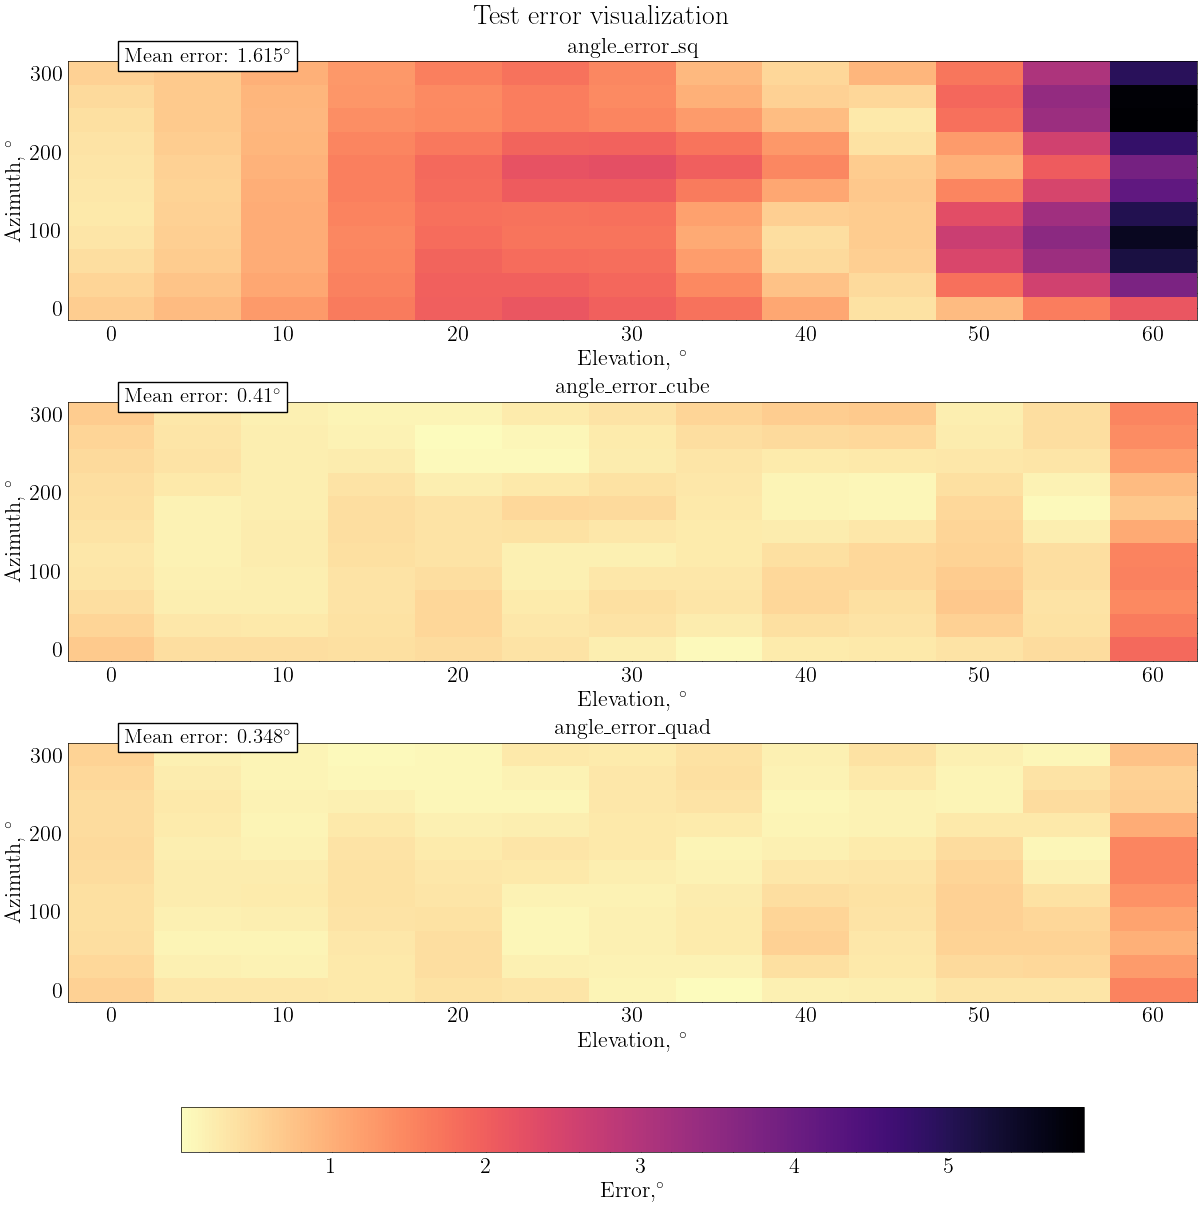 Test error visualization
angle_error_sq
Mean error: 1.615°
300
200
100
0
Azimuth, °
0 10 20 30 40 50 60
Elevation, °
angle_error_cube
Mean error: 0.41°
300
200
100
0
Azimuth, °
0 10 20 30 40 50 60
Elevation, °
angle_error_quad
Mean error: 0.348°
300
200
100
0
Azimuth, °
0 10 20 30 40 50 60
Elevation, °
1 2 3 4 5
Error,°